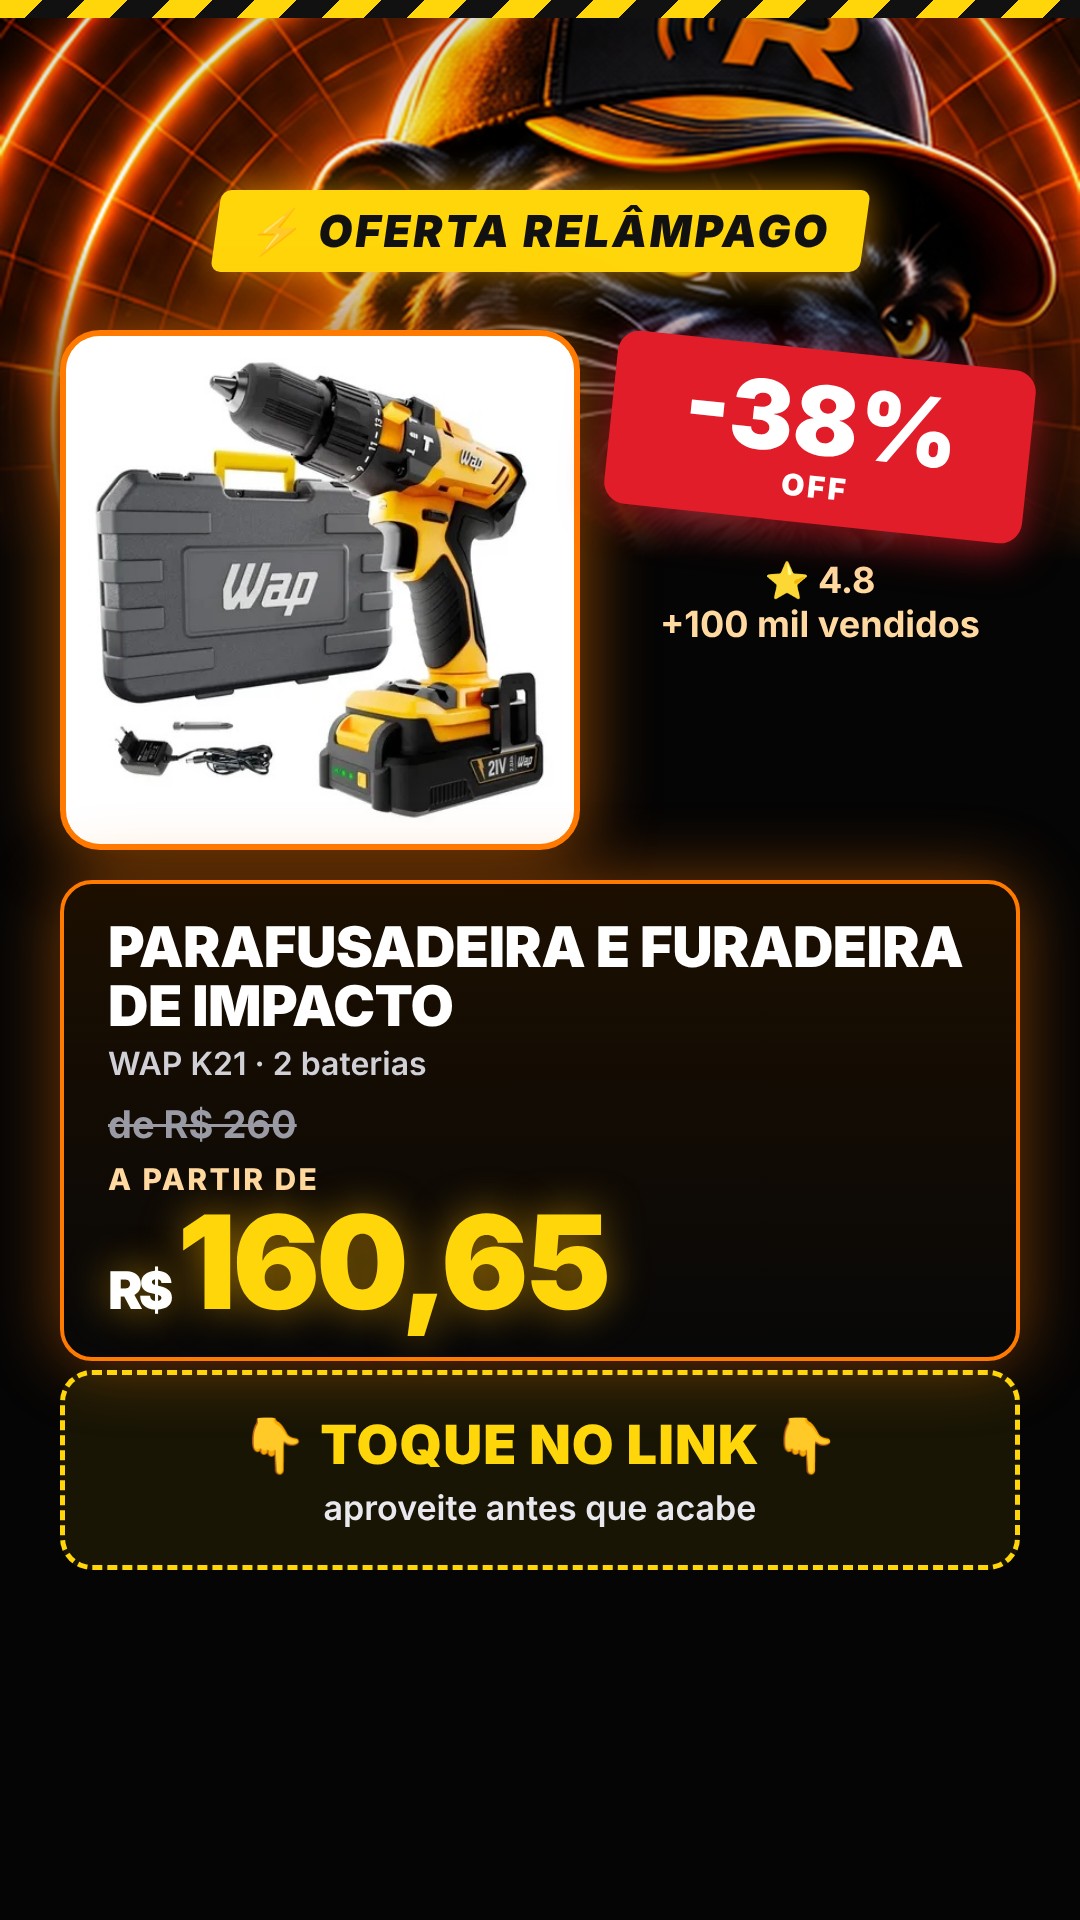 R
⚡ OFERTA RELÂMPAGO
-38%
OFF
⭐ 4.8
+100 mil vendidos
Wap
Wap
21V
Wap
PARAFUSADEIRA E FURADEIRA
DE IMPACTO
WAP K21 · 2 baterias
de R$ 260
A PARTIR DE
R$ 160,65
👇 TOQUE NO LINK 👇
aproveite antes que acabe